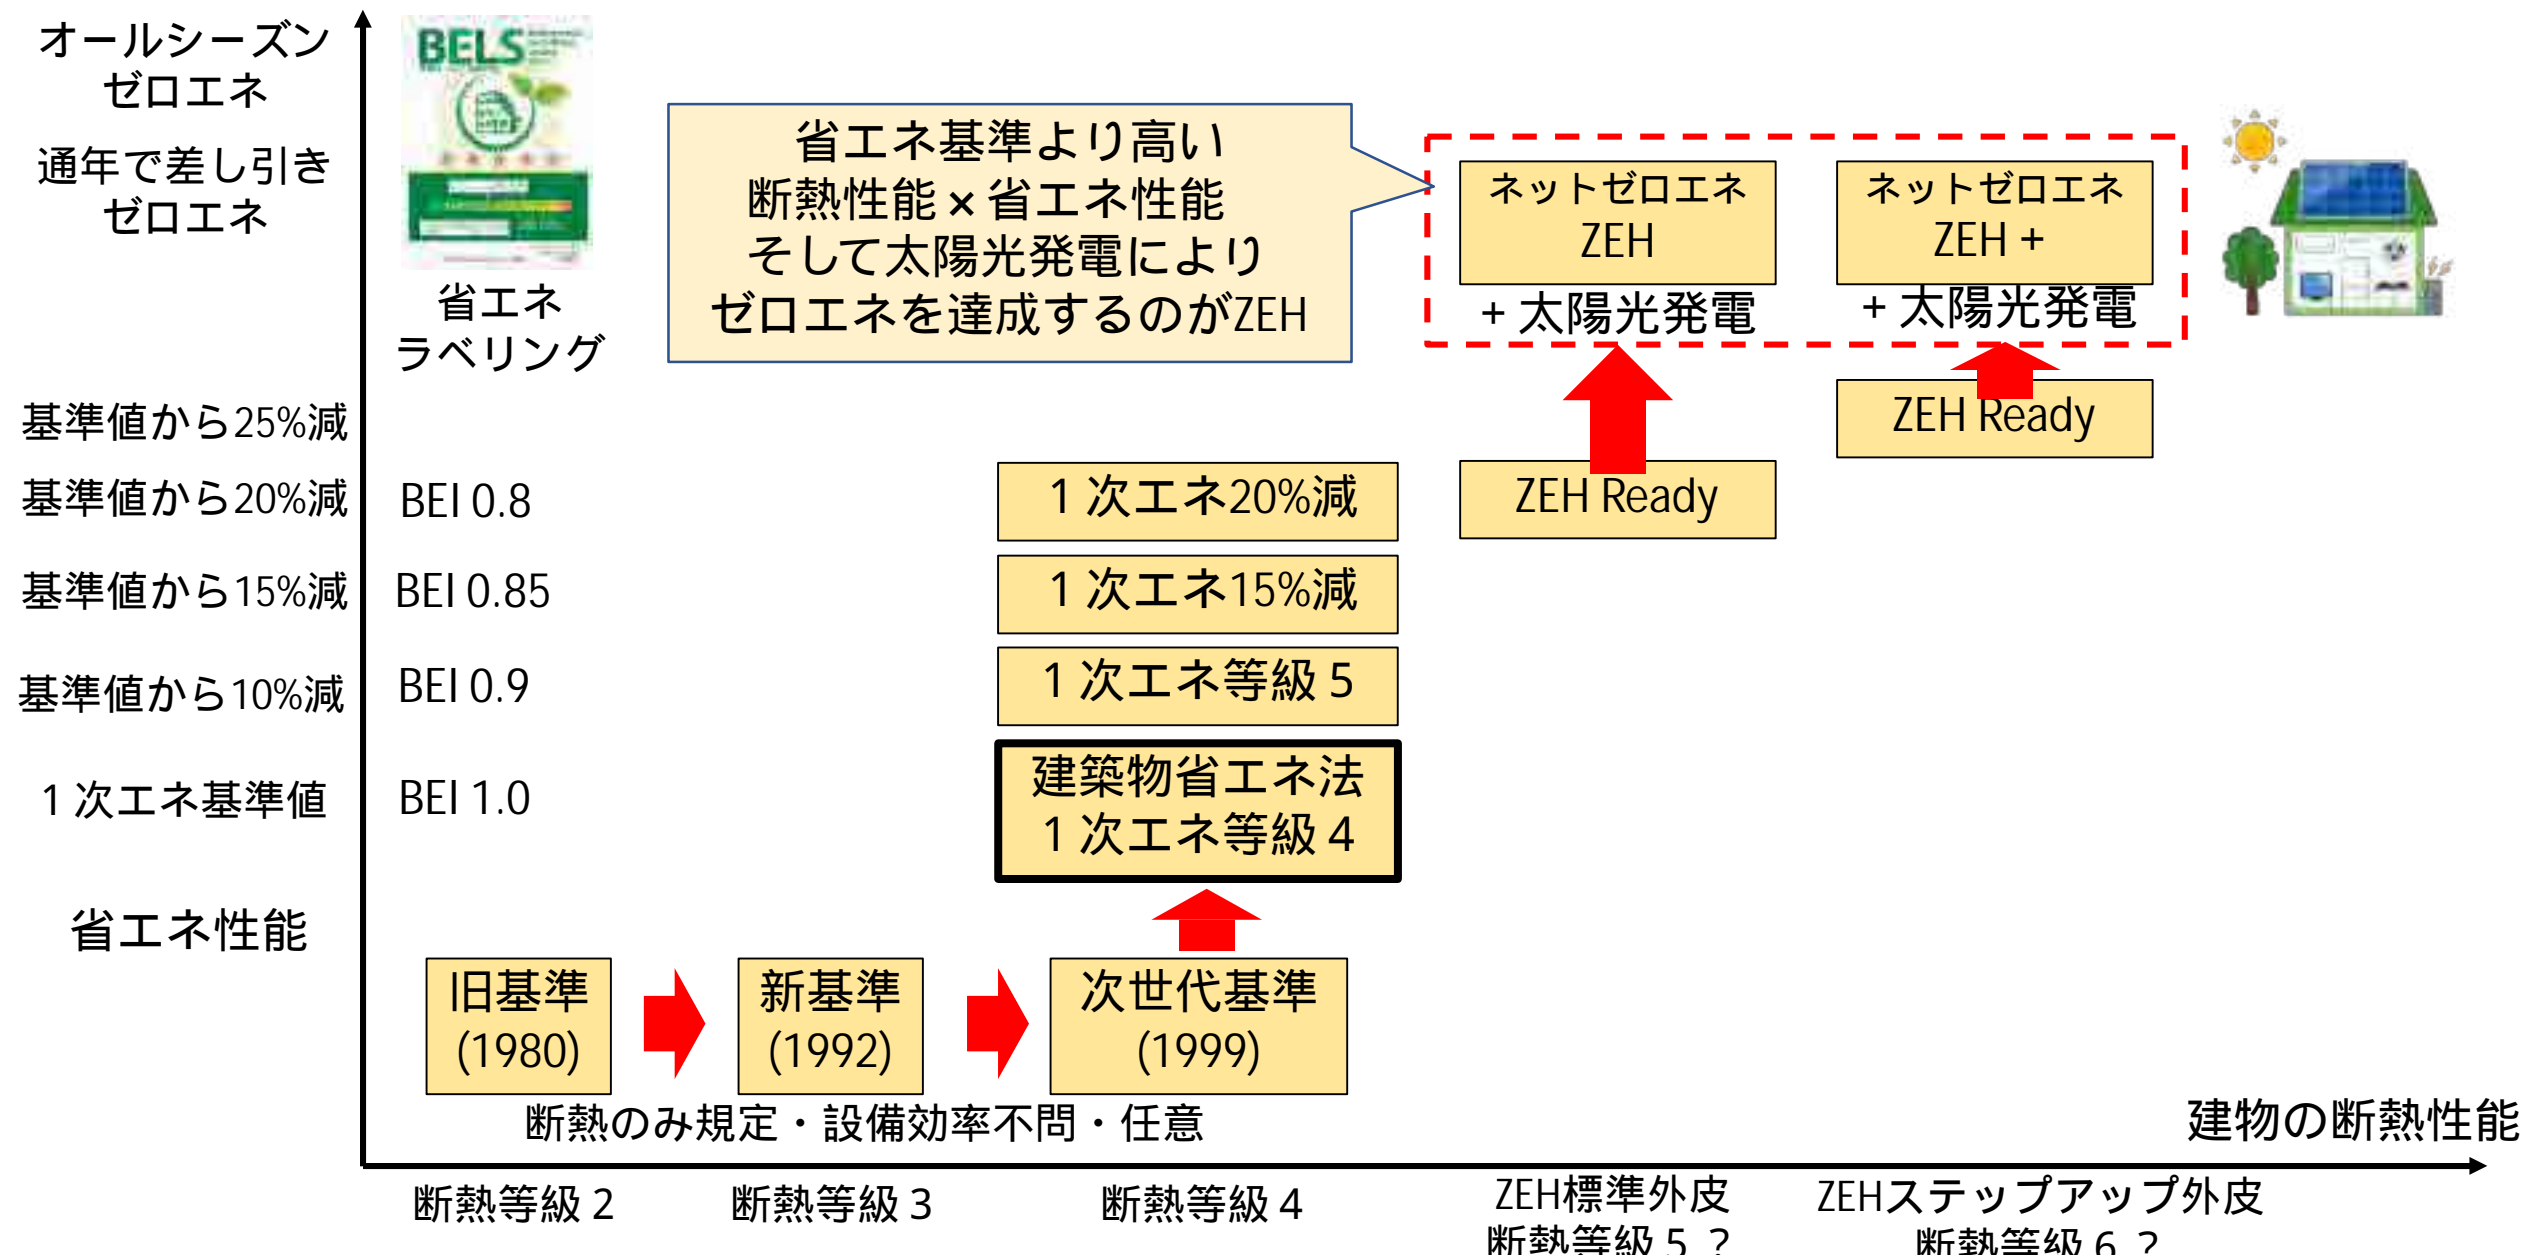 オールシーズン
ゼロエネ
通年で差し引き
ゼロエネ
BELS
省エネ
ラベリング
省エネ基準より高い
断熱性能×省エネ性能
そして太陽光発電により
ゼロエネを達成するのがZEH
ネットゼロエネ
ZEH
+太陽光発電
ネットゼロエネ
ZEH +
+太陽光発電
基準値から25%減
ZEH Ready
基準値から20%減
BEI 0.8
1次エネ20%減
ZEH Ready
基準値から15%減
BEI 0.85
1次エネ15%減
基準値から10%減
BEI 0.9
1次エネ等級5
1次エネ基準値
BEI 1.0
建築物省エネ法
1次エネ等級4
省エネ性能
旧基準
(1980)
新基準
(1992)
次世代基準
(1999)
断熱のみ規定・設備効率不問・任意
建物の断熱性能
断熱等級2
断熱等級3
断熱等級4
ZEH標準外皮
断熱等級5?
ZEHステップアップ外皮
断熱等級6?